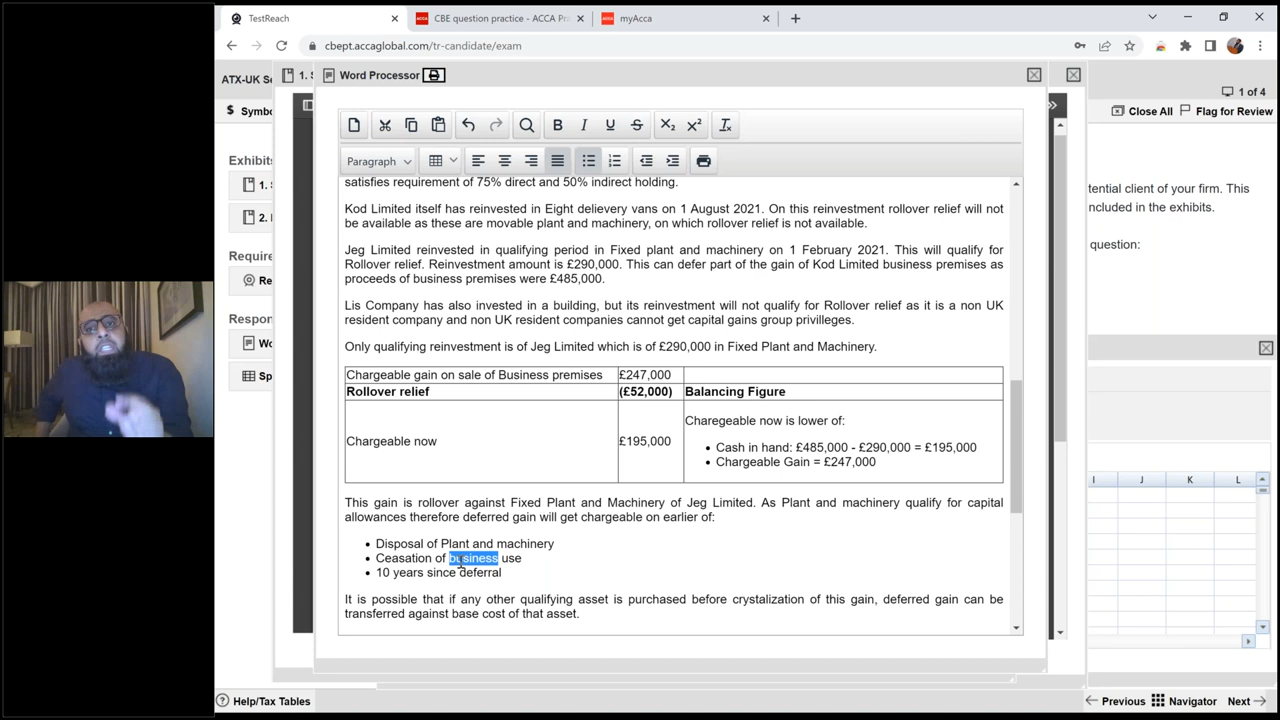 TestReach
CBE question practice - ACCA Pra
myAcca
cbept.accaglobal.com/tr-candidate/exam
ATX-UK Se
1. S
Word Processor
1 of 4
$ Symbo
Close All
Flag for Review
Paragraph
Exhibits
1. S
2. I
Require
Re
Respon
Wo
Sp
tential client of your firm. This
ncluded in the exhibits.
question:
satisfies requirement of 75% direct and 50% indirect holding.
Kod Limited itself has reinvested in Eight delievery vans on 1 August 2021. On this reinvestment rollover relief will not
be available as these are movable plant and machinery, on which rollover relief is not available.
Jeg Limited reinvested in qualifying period in Fixed plant and machinery on 1 February 2021. This will qualify for
Rollover relief. Reinvestment amount is £290,000. This can defer part of the gain of Kod Limited business premises as
proceeds of business premises were £485,000.
Lis Company has also invested in a building, but its reinvestment will not qualify for Rollover relief as it is a non UK
resident company and non UK resident companies cannot get capital gains group privilleges.
Only qualifying reinvestment is of Jeg Limited which is of £290,000 in Fixed Plant and Machinery.
Chargeable gain on sale of Business premises £247,000
Rollover relief (£52,000) Balancing Figure
Charegeable now is lower of:
Chargeable now £195,000
• Cash in hand: £485,000 - £290,000 = £195,000
• Chargeable Gain = £247,000
This gain is rollover against Fixed Plant and Machinery of Jeg Limited. As Plant and machinery qualify for capital
allowances therefore deferred gain will get chargeable on earlier of:
• Disposal of Plant and machinery
• Ceasation of business use
• 10 years since deferral
It is possible that if any other qualifying asset is purchased before crystalization of this gain, deferred gain can be
transferred against base cost of that asset.
I J K L
Help/Tax Tables
Previous
Navigator
Next